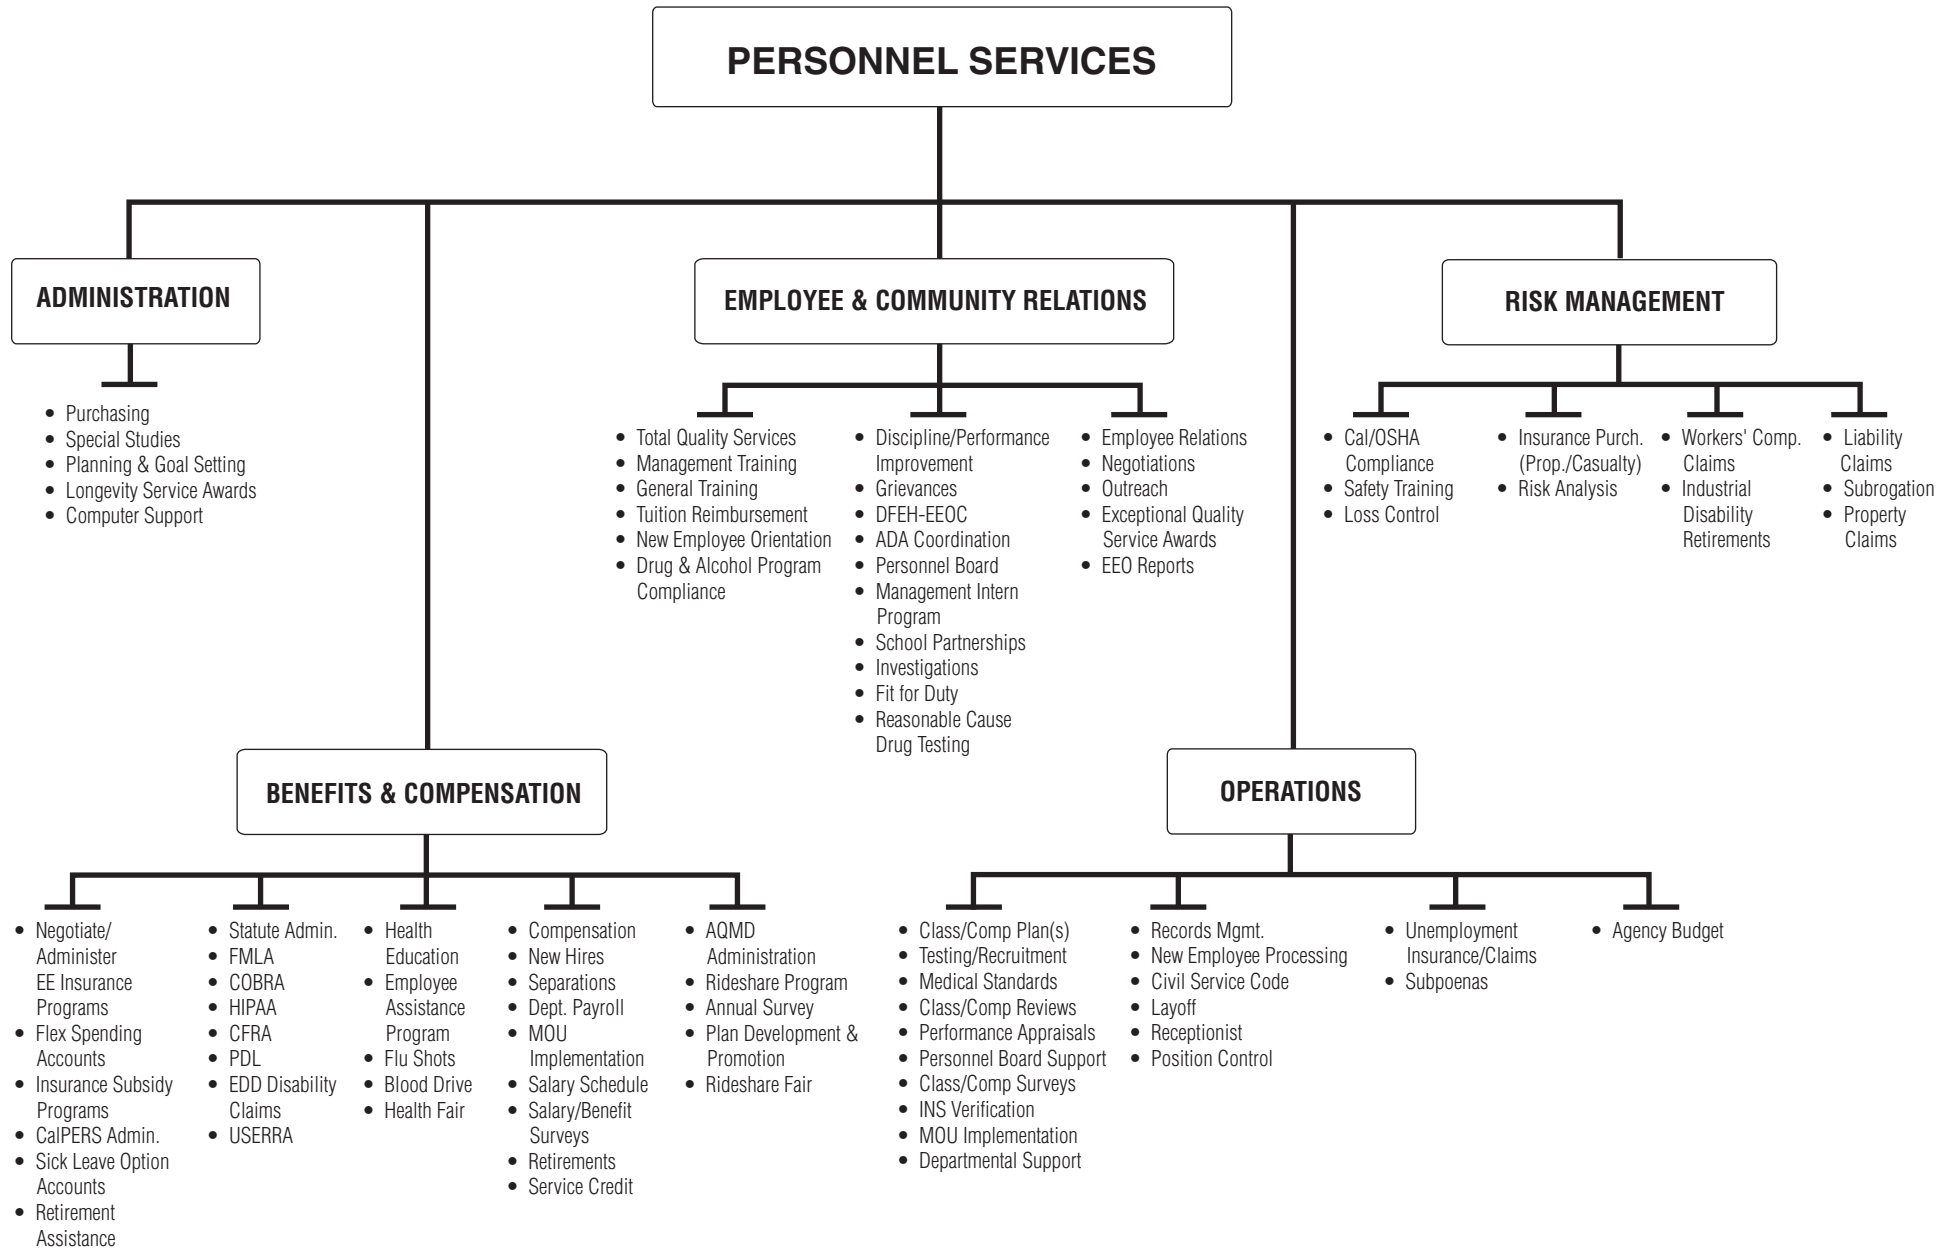 PERSONNEL SERVICES
ADMINISTRATION
• Purchasing
• Special Studies
• Planning & Goal Setting
• Longevity Service Awards
• Computer Support
EMPLOYEE & COMMUNITY RELATIONS
• Total Quality Services
• Management Training
• General Training
• Tuition Reimbursement
• New Employee Orientation
• Drug & Alcohol Program
Compliance
• Discipline/Performance
Improvement
• Grievances
• DFEH-EEOC
• ADA Coordination
• Personnel Board
• Management Intern
Program
• School Partnerships
• Investigations
• Fit for Duty
• Reasonable Cause
Drug Testing
• Employee Relations
• Negotiations
• Outreach
• Exceptional Quality
Service Awards
• EEO Reports
RISK MANAGEMENT
• Cal/OSHA
Compliance
• Safety Training
• Loss Control
• Insurance Purch.
(Prop./Casualty)
• Risk Analysis
• Workers' Comp.
Claims
• Industrial
Disability
Retirements
• Liability
Claims
• Subrogation
• Property
Claims
BENEFITS & COMPENSATION
• Negotiate/
Administer
EE Insurance
Programs
• Flex Spending
Accounts
• Insurance Subsidy
Programs
• CalPERS Admin.
• Sick Leave Option
Accounts
• Retirement
Assistance
• Statute Admin.
• FMLA
• COBRA
• HIPAA
• CFRA
• PDL
• EDD Disability
Claims
• USERRA
• Health
Education
• Employee
Assistance
Program
• Flu Shots
• Blood Drive
• Health Fair
• Compensation
• New Hires
• Separations
• Dept. Payroll
• MOU
Implementation
• Salary Schedule
• Salary/Benefit
Surveys
• Retirements
• Service Credit
• AQMD
Administration
• Rideshare Program
• Annual Survey
• Plan Development &
Promotion
• Rideshare Fair
OPERATIONS
• Class/Comp Plan(s)
• Testing/Recruitment
• Medical Standards
• Class/Comp Reviews
• Performance Appraisals
• Personnel Board Support
• Class/Comp Surveys
• INS Verification
• MOU Implementation
• Departmental Support
• Records Mgmt.
• New Employee Processing
• Civil Service Code
• Layoff
• Receptionist
• Position Control
• Unemployment
Insurance/Claims
• Subpoenas
• Agency Budget